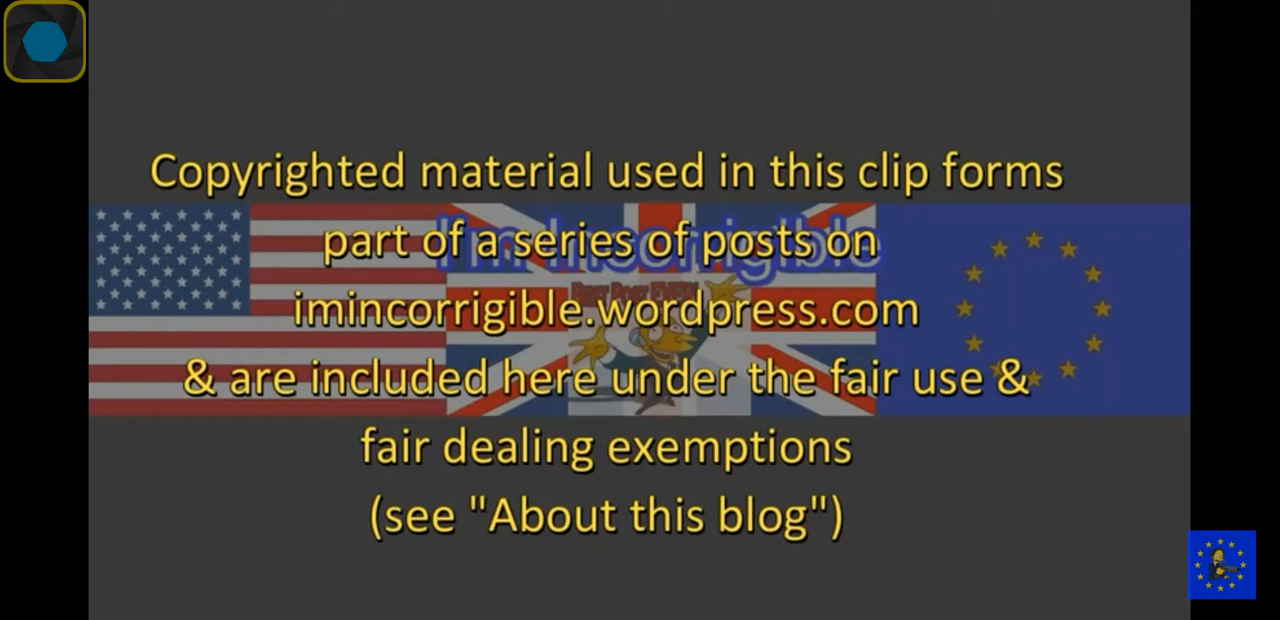 Copyrighted material used in this clip forms
part of a series of posts on
I'm Incorrigible
imincorrigible.wordpress.com
& are included here under the fair use &
fair dealing exemptions
(see "About this blog")